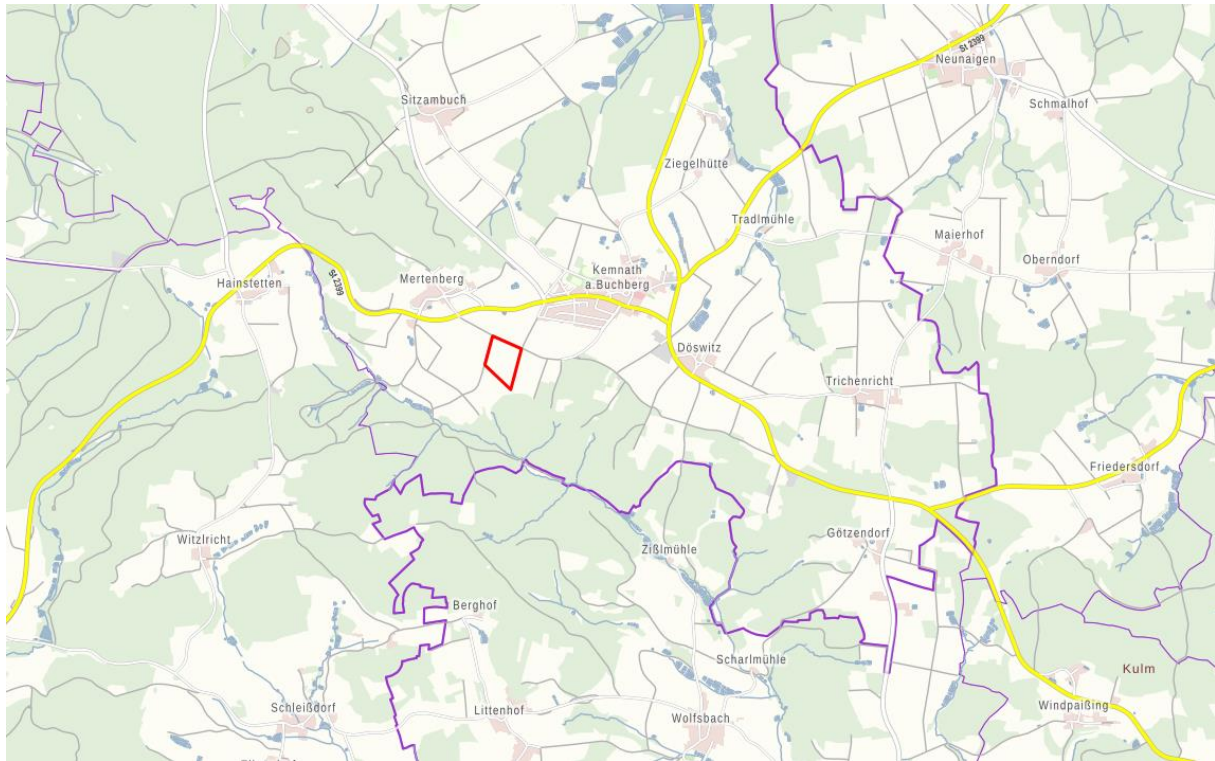 St 2399
Neunaigen
Sitzambuch
Schmalhof
Ziegelhütte
Tradlmühle
Maierhof
Oberndorf
Kemnath
a.Buchberg
Mertenberg
Hainstetten
St 2399
Döswitz
Trichenricht
Friedersdorf
Witzlricht
Götzendorf
Zißlmühle
Berghof
Scharlmühle
Kulm
Schleißdorf
Littenhof
Wolfsbach
Windpaißing